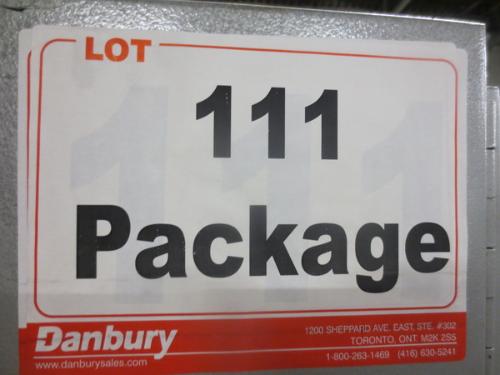 LOT
111
Package
Danbury
www.danburysales.com
1200 SHEPPARD AVE. EAST, STE. #302
TORONTO, ONT. M2K 2S5
1-800-263-1469 (416) 630-5241